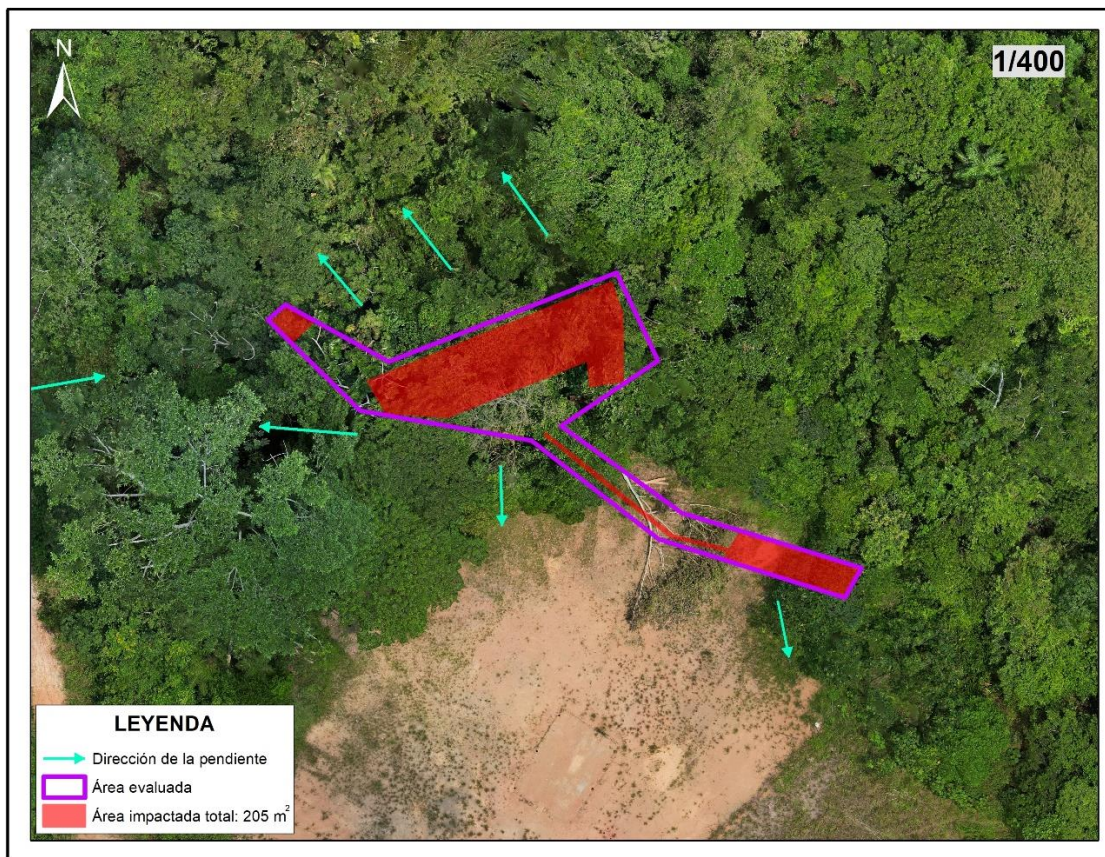 N
1/400
LEYENDA
Dirección de la pendiente
Área evaluada
Área impactada total: 205 m²